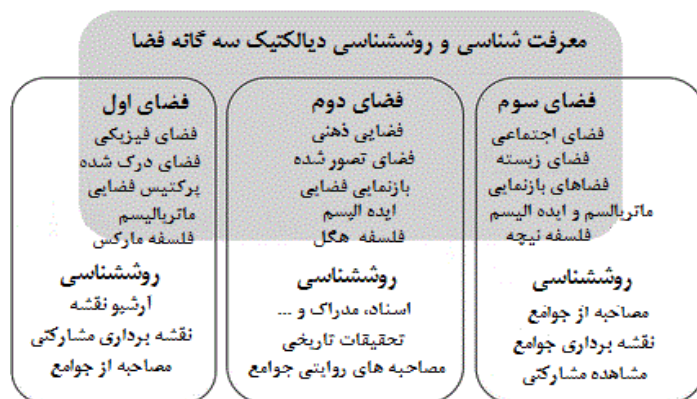 معرفت شناسی و روششناسی دیالکتیک سه گانه فضا
فضای سوم
فضای اجتماعی
فضای زیسته
فضاهای بازنمایی
ماتریالسم و ایده الیسم
فلسفه نیچه
روششناسی
مصاحبه از جوامع
نقشه برداری جوامع
مشاهده مشارکتی
فضای دوم
فضایی ذهنی
فضای تصور شده
بازنمایی فضایی
ایده الیسم
فلسفه هگل
روششناسی
اسناد، مدراک و ...
تحقیقات تاریخی
مصاحبه های روایتی جوامع
فضای اول
فضای فیزیکی
فضای درک شده
پرکتیس فضایی
ماتریالیسم
فلسفه مارکس
روششناسی
آرشیو نقشه
نقشه برداری مشارکتی
مصاحبه از جوامع